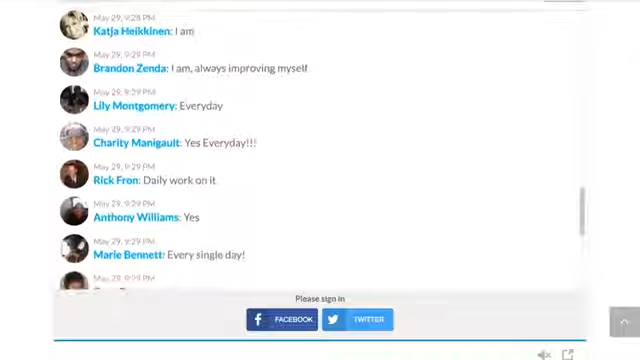 May 29, 9:28 PM
Katja Heikkinen: I am
May 29, 9:29 PM
Brandon Zenda: I am, always improving myself
May 29, 9:29 PM
Lily Montgomery: Everyday
May 29, 9:29 PM
Charity Manigault: Yes Everyday!!!
May 29, 9:29 PM
Rick Fron: Daily work on it
May 29, 9:29 PM
Anthony Williams: Yes
May 29, 9:29 PM
Marie Bennett: Every single day!
May 29, 9:29 PM
Please sign in
FACEBOOK TWITTER